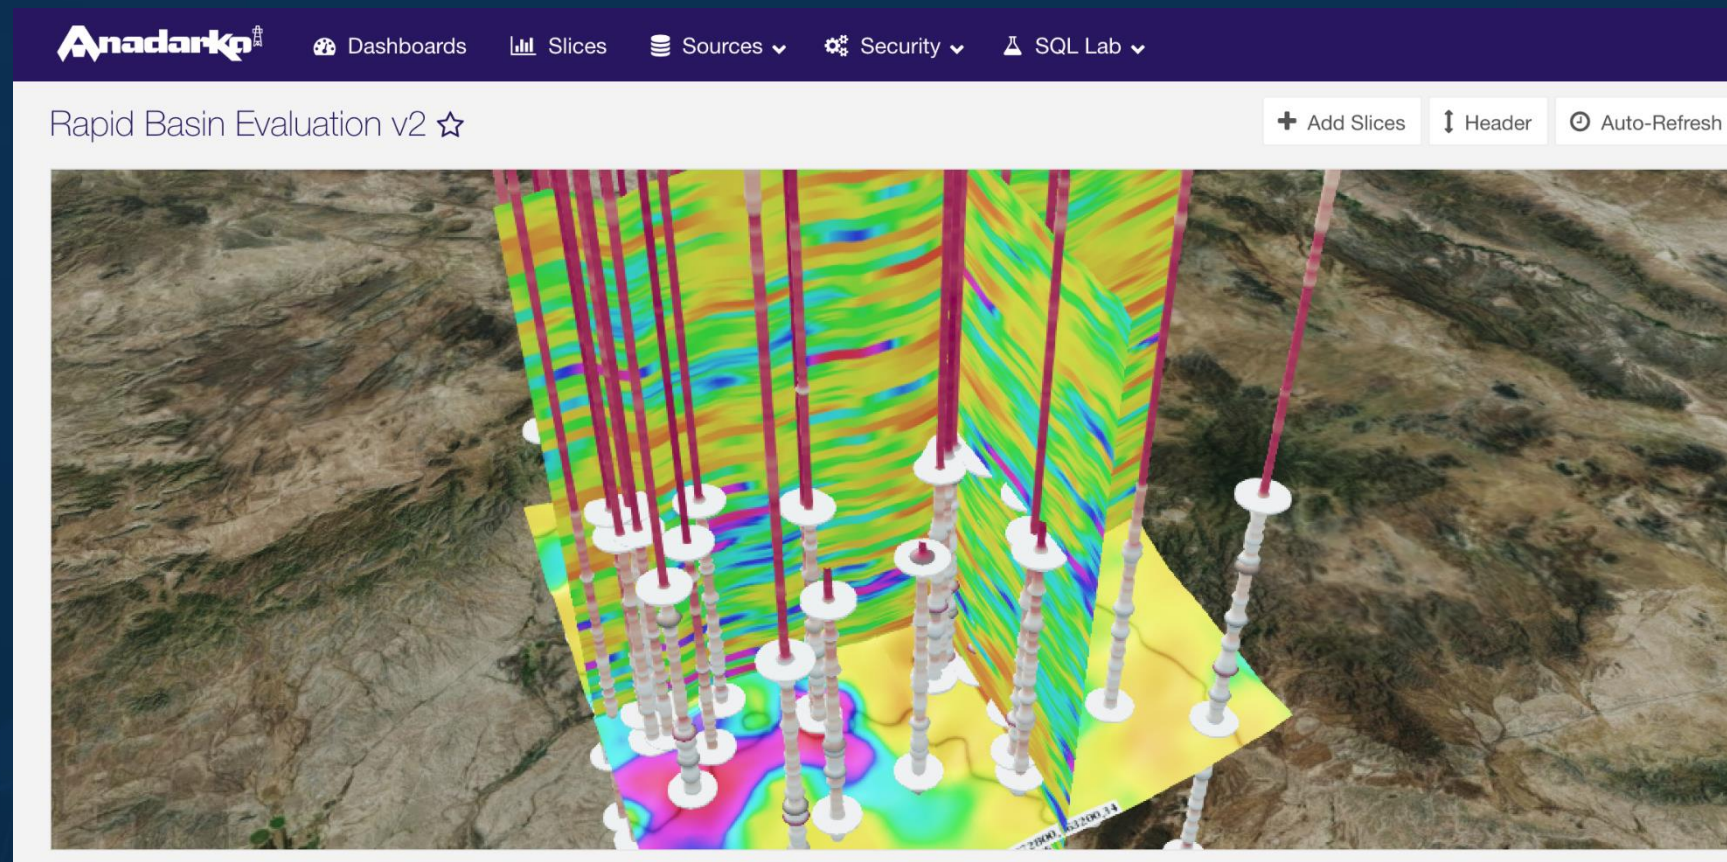 Anadarko
Dashboards Slices Sources Security SQL Lab
Rapid Basin Evaluation v2
Add Slices Header Auto-Refresh